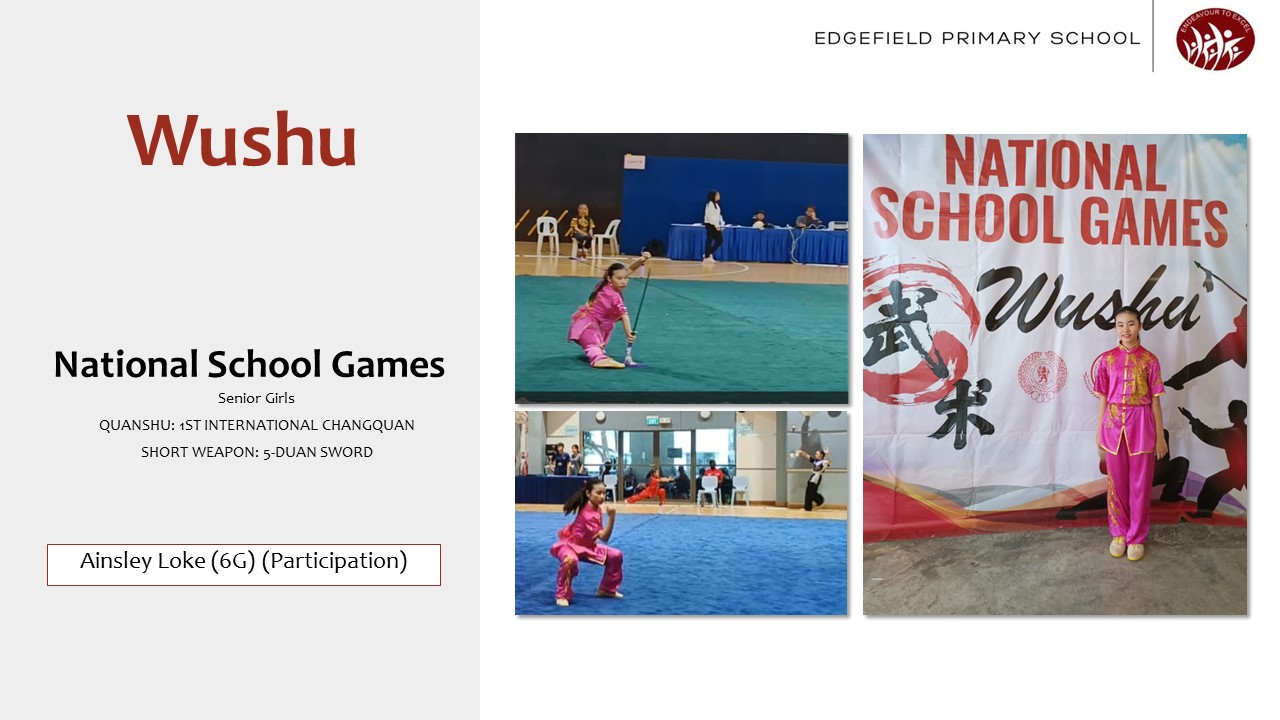 EDGEFIELD PRIMARY SCHOOL
ENDEAVOUR TO EXCEL
Wushu
National School Games
Senior Girls
QUANSHU: 1ST INTERNATIONAL CHANGQUAN
SHORT WEAPON: 5-DUAN SWORD
Ainsley Loke (6G) (Participation)
NATIONAL
SCHOOL GAMES
武术
Wushu